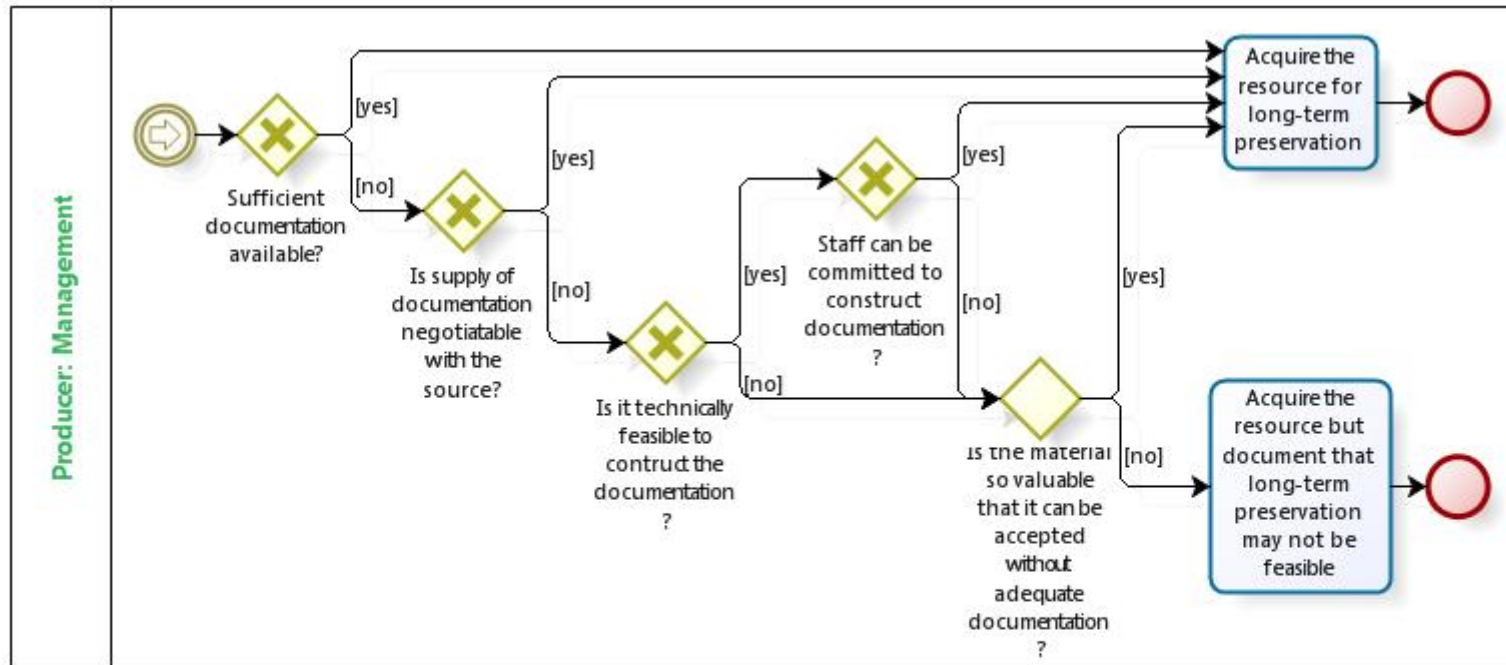 Producer: Management
Sufficient
documentation
available?
[yes]
[no]
Is supply of
documentation
negotiatable
with the
source?
[yes]
[no]
Is it technically
feasible to
contruct the
documentation
?
[yes]
[no]
Staff can be
committed to
construct
documentation
?
[yes]
[no]
Is the material
so valuable
that it can be
accepted
without
adequate
documentation
?
[yes]
[no]
Acquire the
resource for
long-term
preservation
Acquire the
resource but
document that
long-term
preservation
may not be
feasible